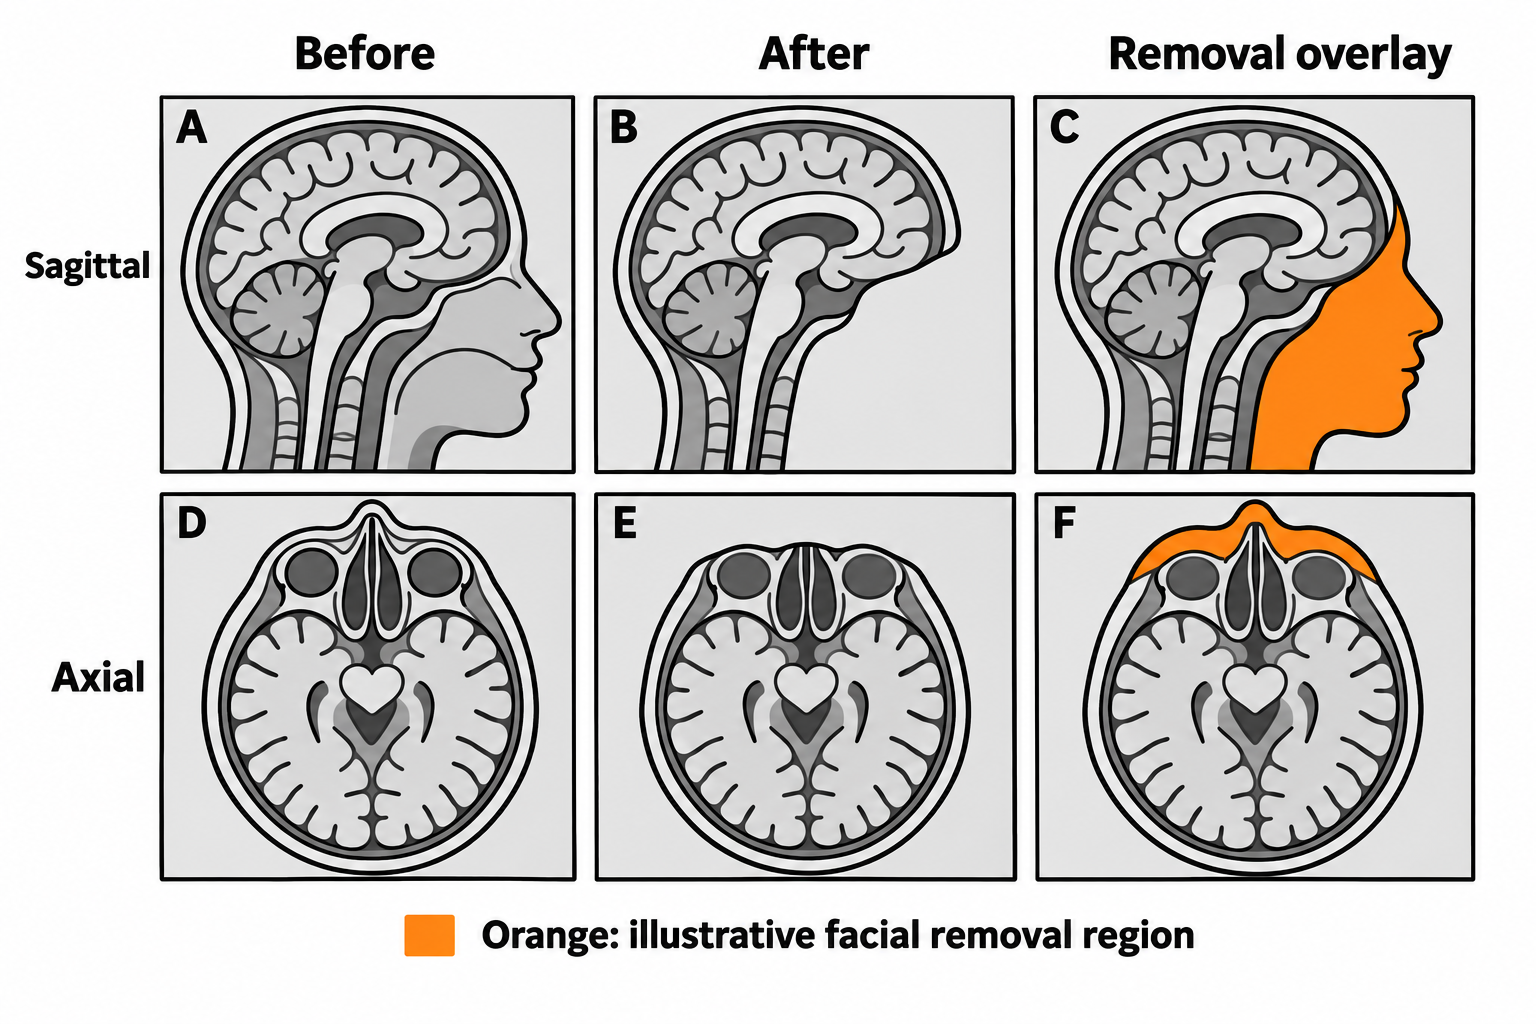 Before
After
Removal overlay
A
B
C
Sagittal
D
E
F
Axial
Orange: illustrative facial removal region